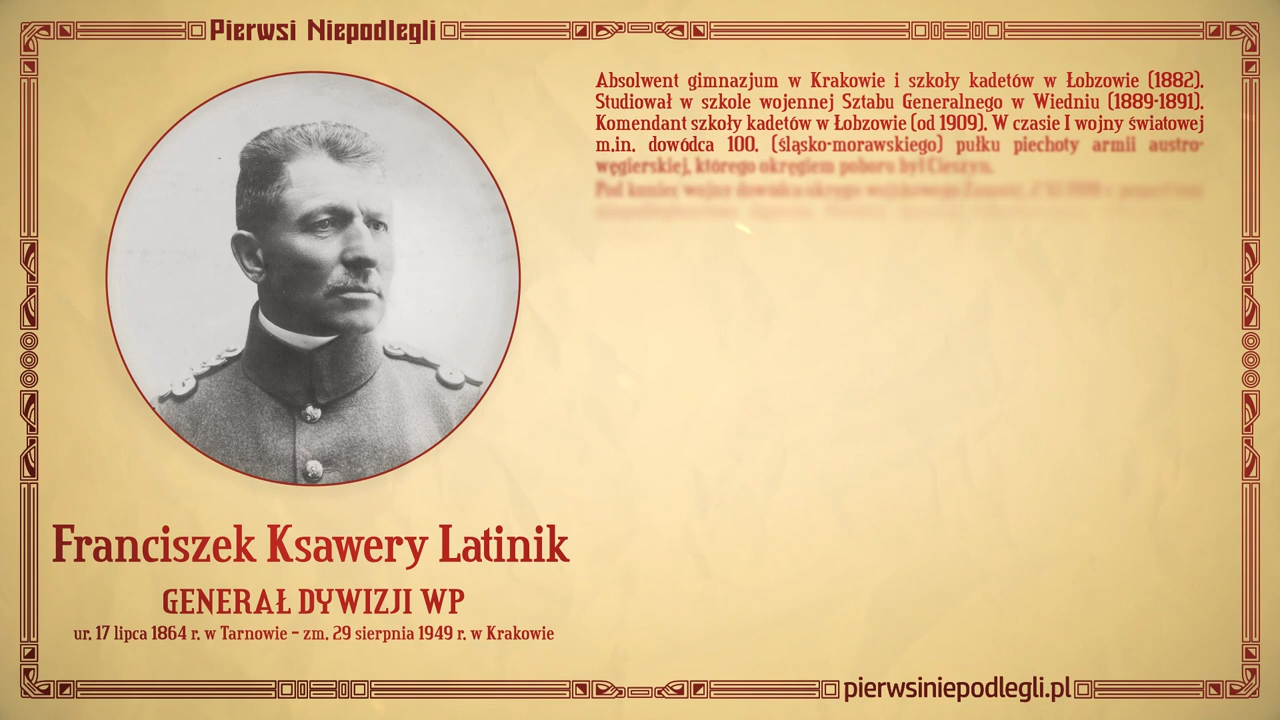 Pierwsi Niepodlegli
Absolwent gimnazjum w Krakowie i szkoły kadetów w Łobzowie (1882).
Studiował w szkole wojennej Sztabu Generalnego w Wiedniu (1889-1891).
Komendant szkoły kadetów w Łobzowie (od 1909). W czasie I wojny światowej
m.in. dowódca 100. (śląsko-morawskiego) pułku piechoty armii austro-
węgierskiej, którego okręgiem poboru był Cieszyn.
Franciszek Ksawery Latinik
GENERAŁ DYWIZJI WP
ur. 17 lipca 1864 r. w Tarnowie – zm. 29 sierpnia 1949 r. w Krakowie
pierwsiniepodlegli.pl